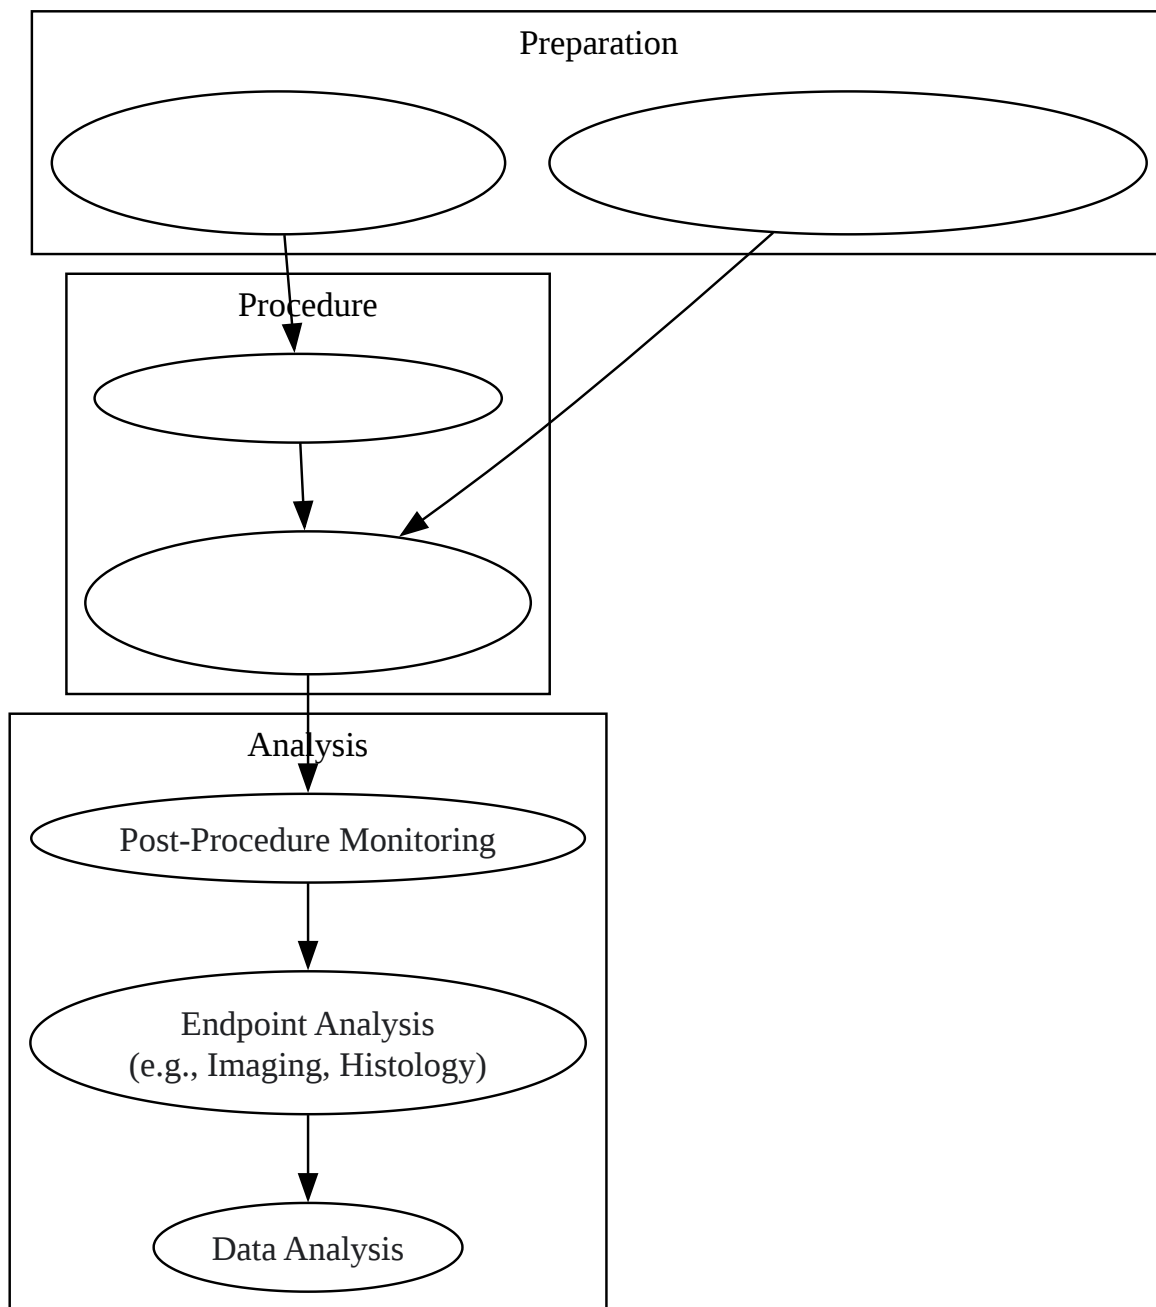 Preparation
Procedure
Analysis
Post-Procedure Monitoring
Endpoint Analysis
(e.g., Imaging, Histology)
Data Analysis